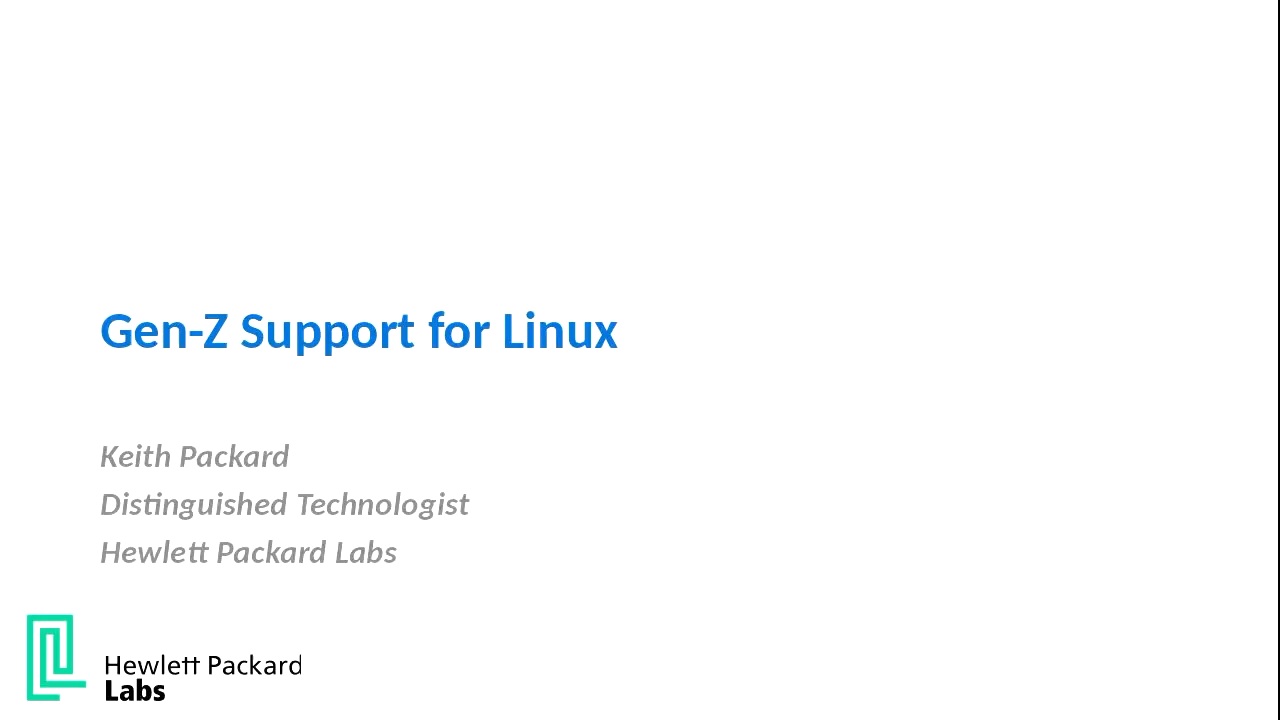 Gen-Z Support for Linux
Keith Packard
Distinguished Technologist
Hewlett Packard Labs
Hewlett Packard
Labs